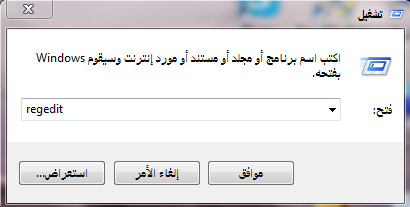 تشغيل
اكتب اسم برنامج أو مجلد أو مستند أو مورد إنترنت وسيقوم Windows
بفتحه.
فتح:
regedit
موافق
إلغاء الأمر
استعراض...